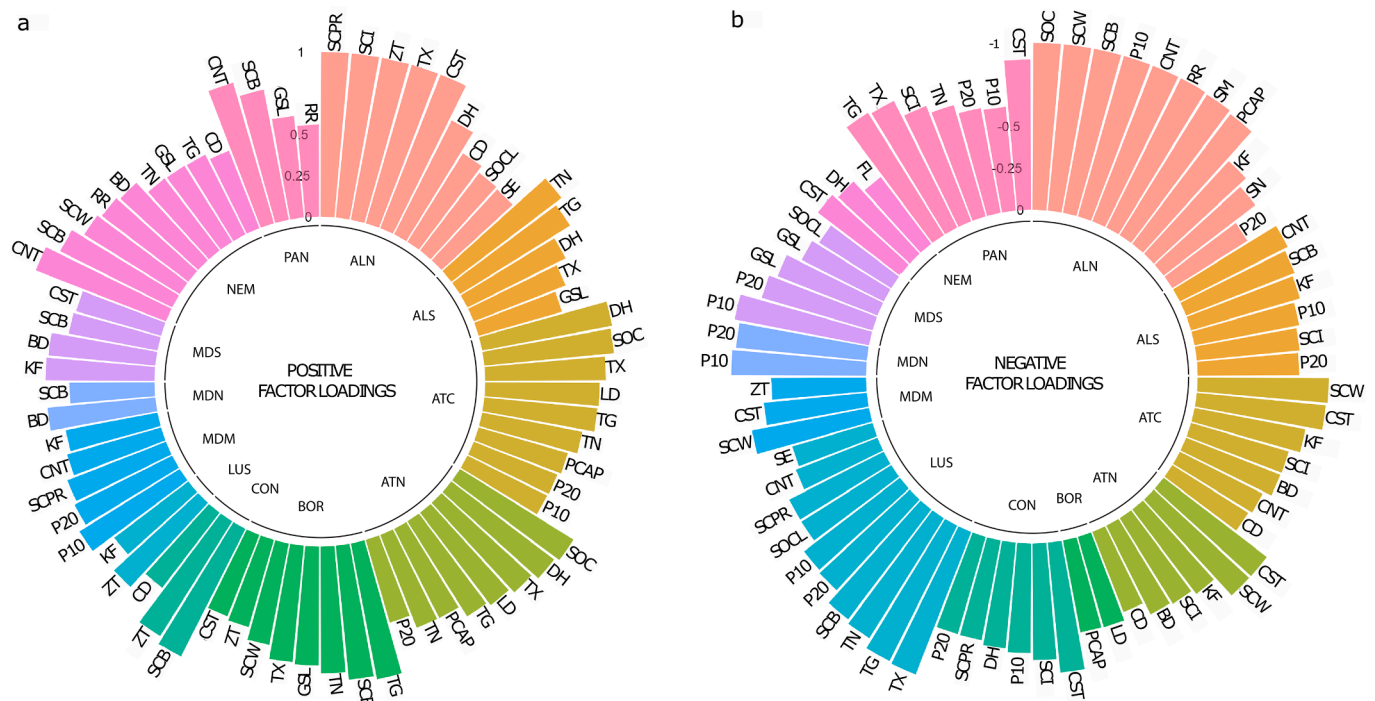 a
1
0.5
0.25
0
SCPR
SCI
ZT
TX
CST
DH
CD
SOCL
SE
TN
TG
DH
TX
GSL
DH
SOC
TX
LD
TG
TN
PCAP
P20
P10
SOC
DH
TX
LD
TG
PCAP
TN
P20
TG
TN
GSL
TX
SCW
ZT
CST
SCB
ZT
CD
ZT
KF
P10
P20
SCPR
CNT
KF
BD
SCB
KF
BD
SCB
CST
CNT
SCB
SCW
RR
BD
TN
GSL
TG
CD
CNT
SCB
GSL
RR
ALN
ALS
ATC
ATN
BOR
CON
LUS
MDM
MDN
MDS
NEM
PAN
POSITIVE
FACTOR LOADINGS
b
-1
-0.5
-0.25
0
SOC
SCW
SCB
P10
CNT
RR
SM
PCAP
KF
SN
P20
CNT
SCB
KF
P10
SCI
P20
SCW
CST
KF
SCI
BD
CNT
CD
CST
SCW
KF
SCI
BD
CD
LD
PCAP
CST
SCI
P10
DH
SCPR
P20
TX
TG
TN
SCB
P20
P10
SOCL
SCPR
CNT
SE
SCW
CST
ZT
P10
P20
P10
P20
GSL
GSL
SOCL
CST
DH
FL
TG
TX
SCI
TN
P20
P10
CST
ALN
ALS
ATC
ATN
BOR
CON
LUS
MDM
MDN
MDS
NEM
PAN
NEGATIVE
FACTOR LOADINGS